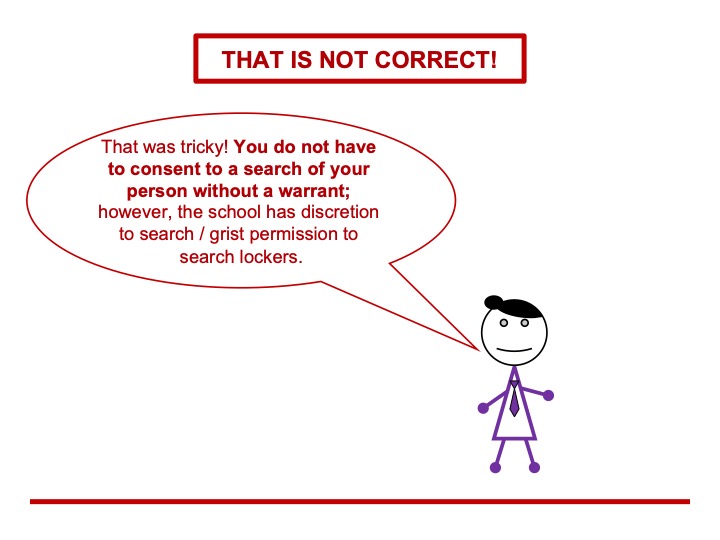 THAT IS NOT CORRECT!
That was tricky! You do not have
to consent to a search of your
person without a warrant;
however, the school has discretion
to search / grist permission to
search lockers.